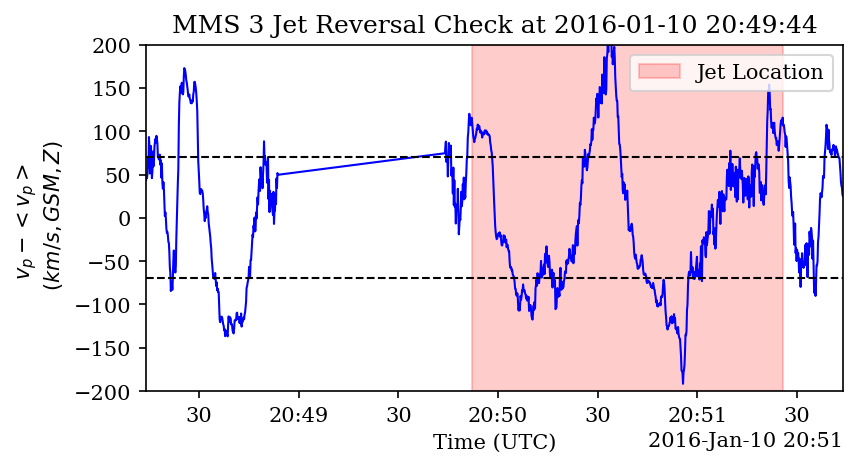 MMS 3 Jet Reversal Check at 2016-01-10 20:49:44
Jet Location
v_p − <v_p>
(km/s, GSM, Z)
200
150
100
50
0
−50
−100
−150
−200
30
20:49
30
20:50
30
20:51
30
Time (UTC)
2016-Jan-10 20:51